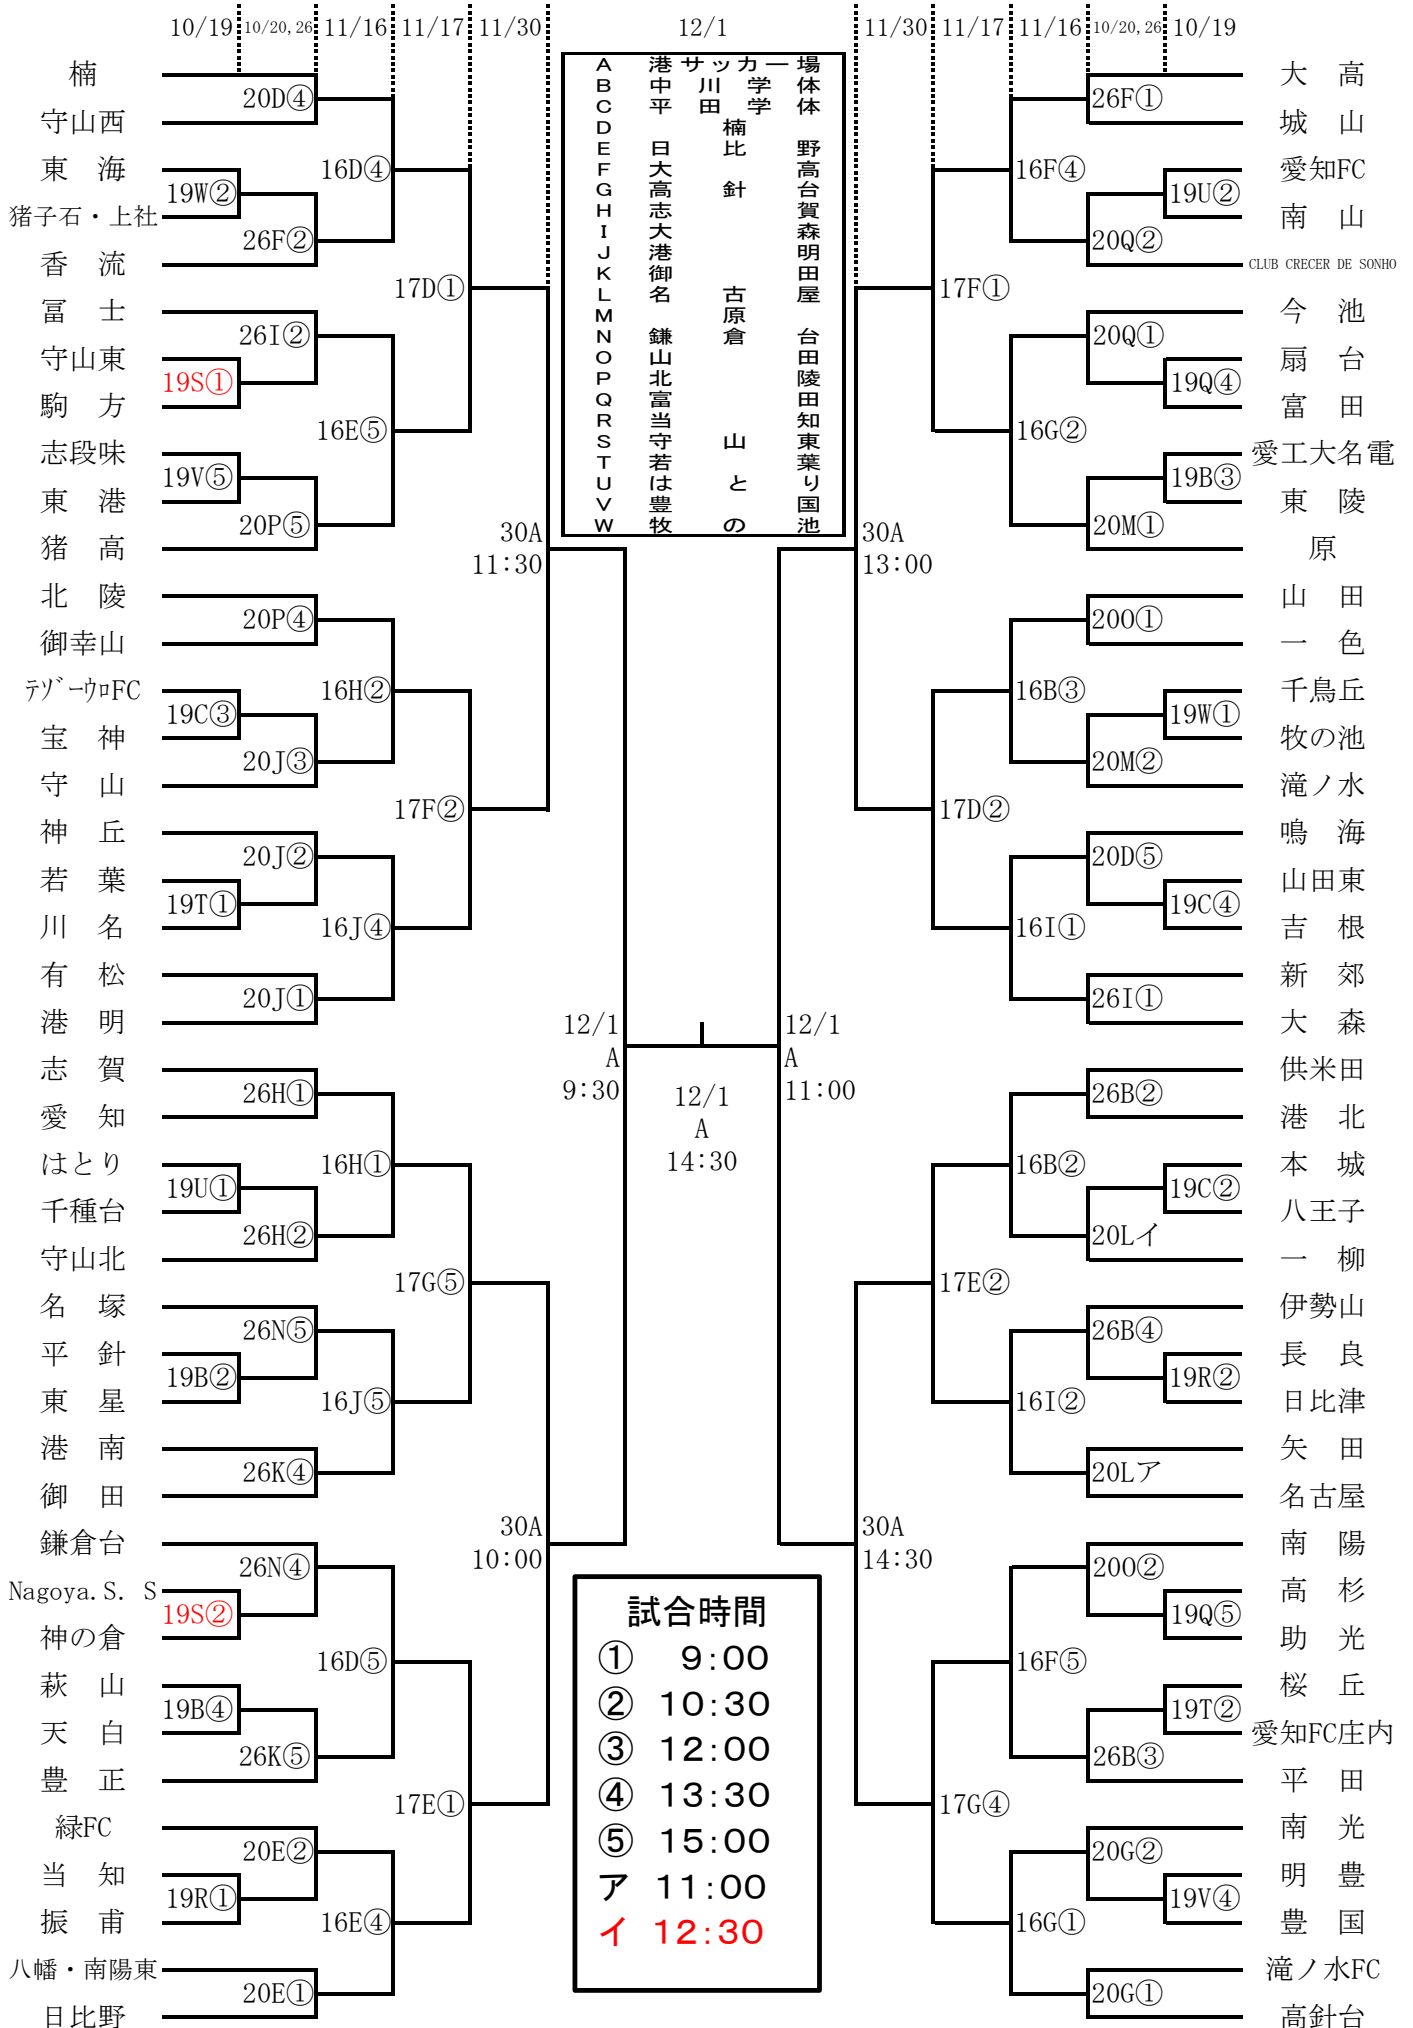 10/19 10/20,26 11/16 11/17 11/30 12/1 11/30 11/17 11/16 10/20,26 10/19
楠
守山西
東 海
猪子石・上社
香 流
冨 士
守山東
駒 方
志段味
東 港
猪 高
北 陵
御幸山
テゾーウロFC
宝 神
守 山
神 丘
若 葉
川 名
有 松
港 明
志 賀
愛 知
はとり
千種台
守山北
名 塚
平 針
東 星
港 南
御 田
鎌倉台
Nagoya.S. S
神の倉
萩 山
天 白
豊 正
緑FC
当 知
振 甫
八幡・南陽東
日比野
19W②
19S①
19V⑤
19C③
19T①
19U①
19B②
19S②
19B④
19R①
20D④
26F②
26I②
20P⑤
20P④
20J③
20J②
20J①
26H①
26H②
26N⑤
26K④
26N④
26K⑤
20E②
20E①
16D④
16E⑤
16H②
16J④
16H①
16J⑤
16D⑤
16E④
17D①
17F②
17G⑤
17E①
30A
11:30
30A
10:00
12/1
A
9:30
A 港サッカー場
B 中川学体
C 平田学体
D 楠
E 日比野
F 大高
G 高針台
H 志賀
I 大森
J 港明
K 御田
L 名古屋
M 原
N 鎌倉台
O 山田
P 北陵
Q 富田
R 当知
S 守山東
T 若葉
U はとり
V 豊国
W 牧の池
12/1
A
14:30
試合時間
① 9:00
② 10:30
③ 12:00
④ 13:30
⑤ 15:00
ア 11:00
イ 12:30
12/1
A
11:00
30A
13:00
30A
14:30
17F①
17D②
17E②
17G④
16F④
16G②
16B③
16I①
16B②
16I②
16F⑤
16G①
26F①
20Q②
20Q①
20M①
20O①
20M②
20D⑤
26I①
26B②
20Lイ
26B④
20Lア
20O②
26B③
20G②
20G①
19U②
19Q④
19B③
19W①
19C④
19C②
19R②
19Q⑤
19T②
19V④
大 高
城 山
愛知FC
南 山
CLUB CRECER DE SONHO
今 池
扇 台
富 田
愛工大名電
東 陵
原
山 田
一 色
千鳥丘
牧の池
滝ノ水
鳴 海
山田東
吉 根
新 郊
大 森
供米田
港 北
本 城
八王子
一 柳
伊勢山
長 良
日比津
矢 田
名古屋
南 陽
高 杉
助 光
桜 丘
愛知FC庄内
平 田
南 光
明 豊
豊 国
滝ノ水FC
高針台